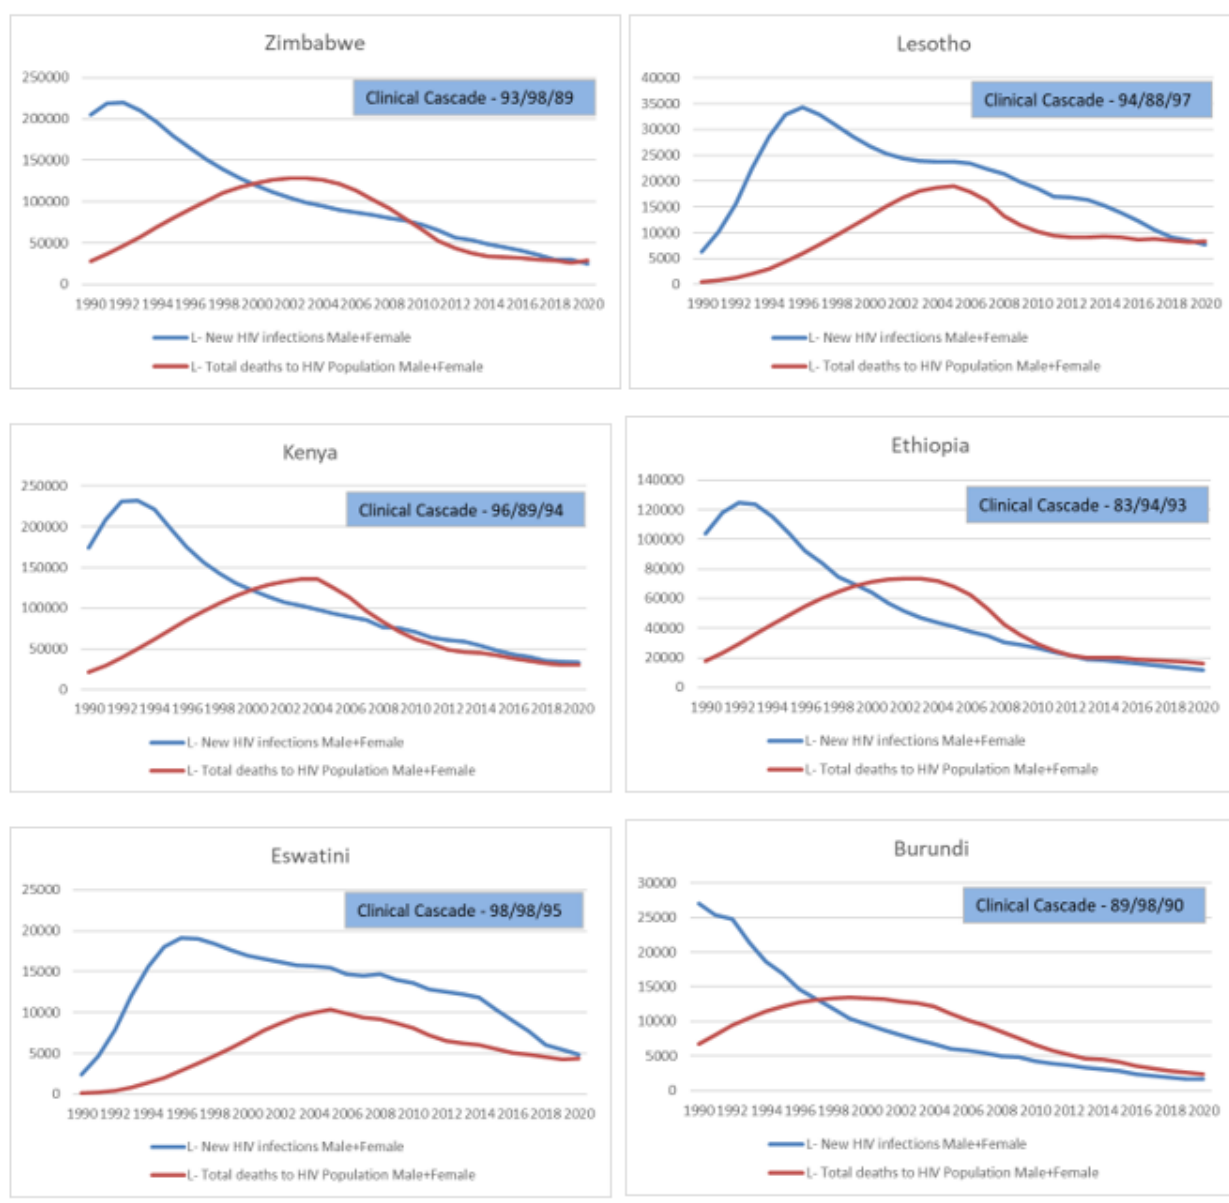 Zimbabwe
250000
Clinical Cascade - 93/98/89
200000
150000
100000
50000
0
1990 1992 1994 1996 1998 2000 2002 2004 2006 2008 2010 2012 2014 2016 2018 2020
L- New HIV infections Male+Female
L- Total deaths to HIV Population Male+Female
Lesotho
40000
Clinical Cascade - 94/88/97
35000
30000
25000
20000
15000
10000
5000
0
1990 1992 1994 1996 1998 2000 2002 2004 2006 2008 2010 2012 2014 2016 2018 2020
L- New HIV infections Male+Female
L- Total deaths to HIV Population Male+Female
Kenya
250000
Clinical Cascade - 96/89/94
200000
150000
100000
50000
0
1990 1992 1994 1996 1998 2000 2002 2004 2006 2008 2010 2012 2014 2016 2018 2020
L- New HIV infections Male+Female
L- Total deaths to HIV Population Male+Female
Ethiopia
140000
Clinical Cascade - 83/94/93
120000
100000
80000
60000
40000
20000
0
1990 1992 1994 1996 1998 2000 2002 2004 2006 2008 2010 2012 2014 2016 2018 2020
L- New HIV infections Male+Female
L- Total deaths to HIV Population Male+Female
Eswatini
25000
Clinical Cascade - 98/98/95
20000
15000
10000
5000
0
1990 1992 1994 1996 1998 2000 2002 2004 2006 2008 2010 2012 2014 2016 2018 2020
L- New HIV infections Male+Female
L- Total deaths to HIV Population Male+Female
Burundi
30000
Clinical Cascade - 89/98/90
25000
20000
15000
10000
5000
0
1990 1992 1994 1996 1998 2000 2002 2004 2006 2008 2010 2012 2014 2016 2018 2020
L- New HIV infections Male+Female
L- Total deaths to HIV Population Male+Female